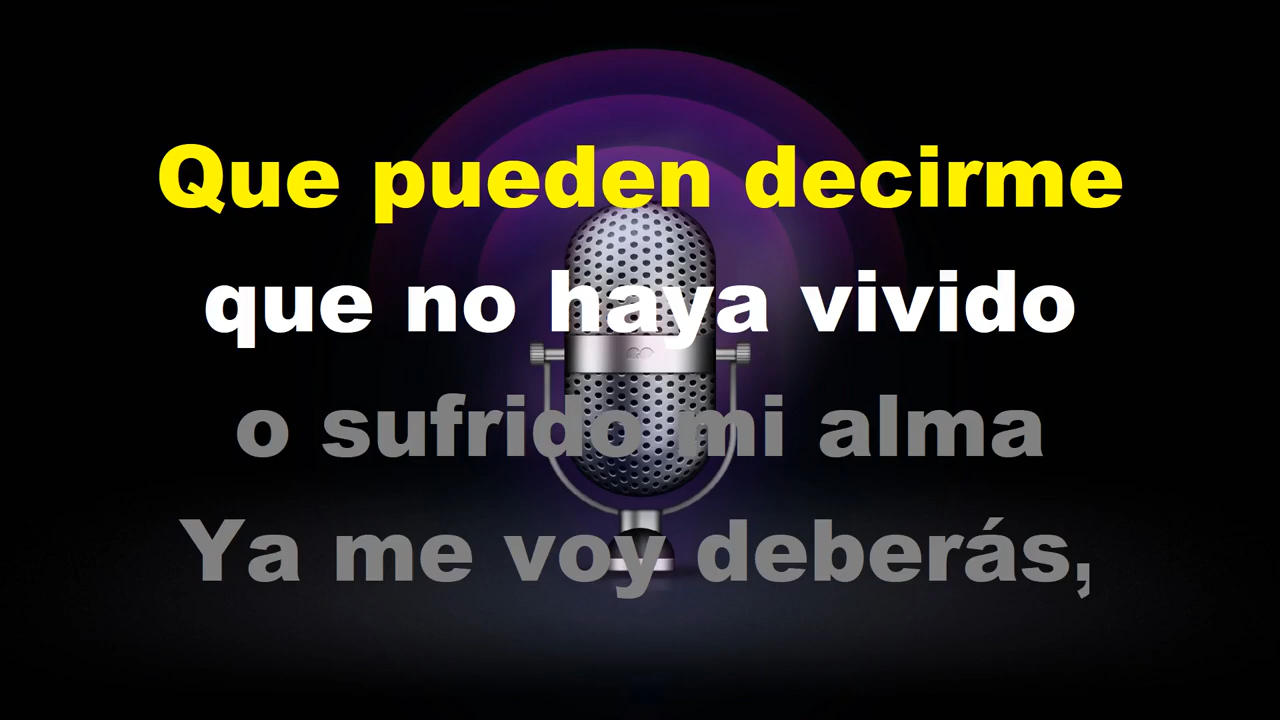 Que pueden decirme
que no haya vivido
o sufrido mi alma
Ya me voy deberás,